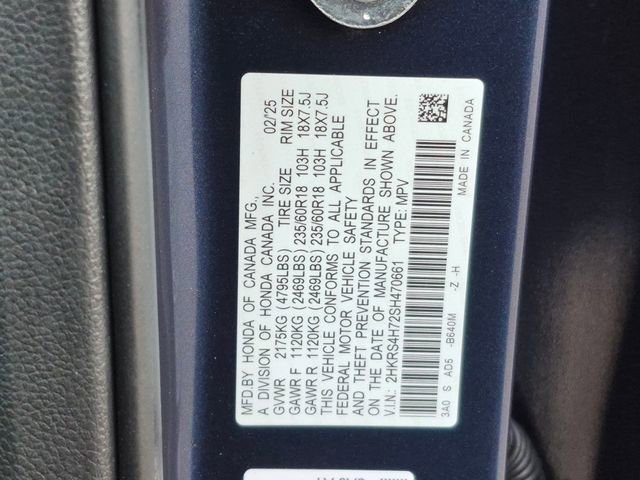 MFD.BY HONDA OF CANADA MFG.,
A DIVISION OF HONDA CANADA INC. 02/'25
GVWR 2175KG (4795LBS) TIRE SIZE RIM SIZE
GAWR F 1120KG (2469LBS) 235/60R18 103H 18X7.5J
GAWR R 1120KG (2469LBS) 235/60R18 103H 18X7.5J
THIS VEHICLE CONFORMS TO ALL APPLICABLE
FEDERAL MOTOR VEHICLE SAFETY
AND THEFT PREVENTION STANDARDS IN EFFECT
ON THE DATE OF MANUFACTURE SHOWN ABOVE.
V.I.N.: 2HKRS4H72SH470661 TYPE: MPV
3A0 S AD5 -B640M -Z -H MADE IN CANADA